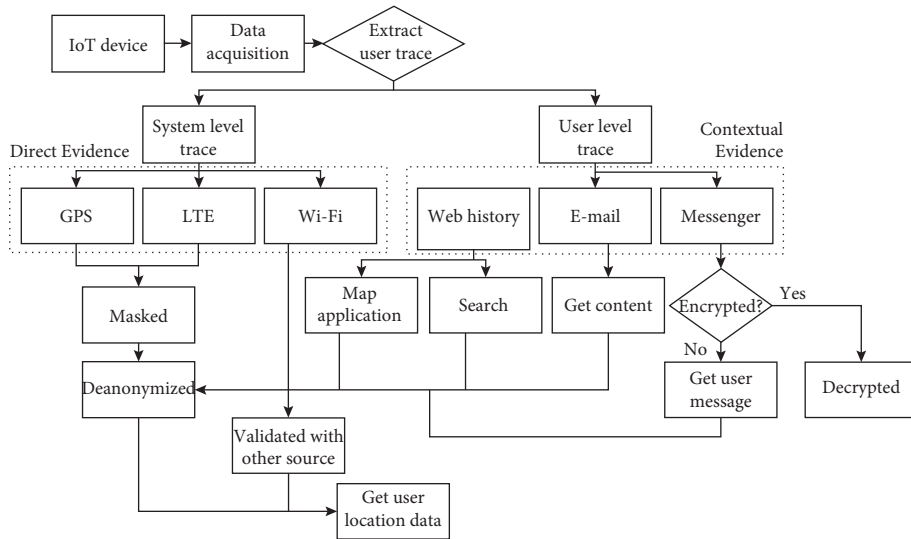 IoT device
Data
acquisition
Extract
user trace
System level
trace
User level
trace
Direct Evidence
Contextual
Evidence
GPS
LTE
Wi-Fi
Web history
E-mail
Messenger
Masked
Map
application
Search
Get content
Encrypted?
Yes
No
Deanonymized
Get user
message
Decrypted
Validated with
other source
Get user
location data